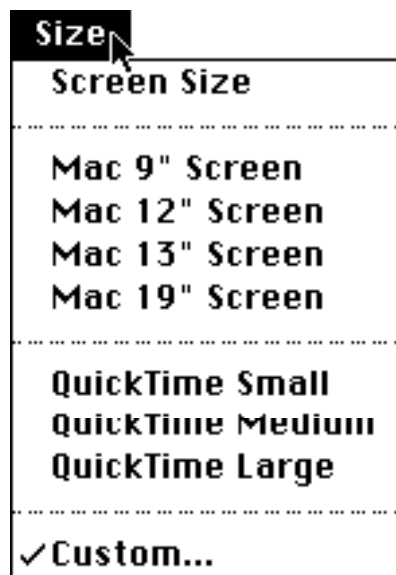 Size
Screen Size
Mac 9" Screen
Mac 12" Screen
Mac 13" Screen
Mac 19" Screen
QuickTime Small
QuickTime Medium
QuickTime Large
✓Custom...